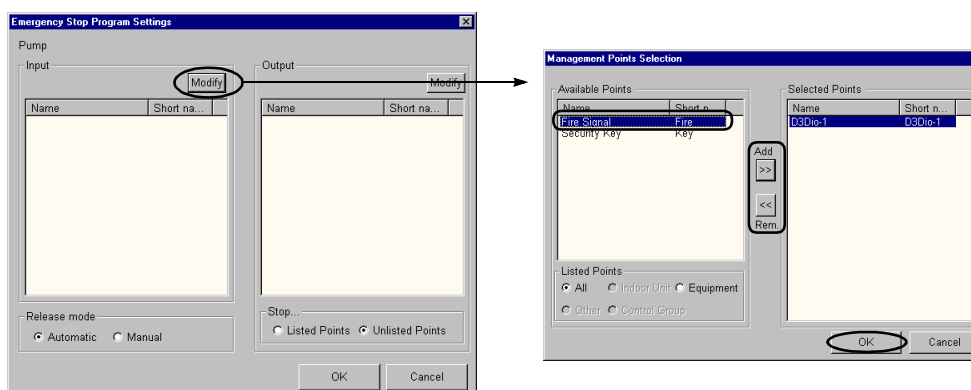 Emergency Stop Program Settings
Pump
Input
Modify
Name Short na...
Release mode
Automatic Manual
Output
Modify
Name Short na...
Stop...
Listed Points Unlisted Points
OK Cancel
Management Points Selection
Available Points
Name Short n...
Fire Signal Fire
Security Key Key
Listed Points
All Indoor Unit Equipment
Other Control Group
Add
>>
<<
Rem.
Selected Points
Name Short n...
D3Dio-1 D3Dio-1
OK Cancel